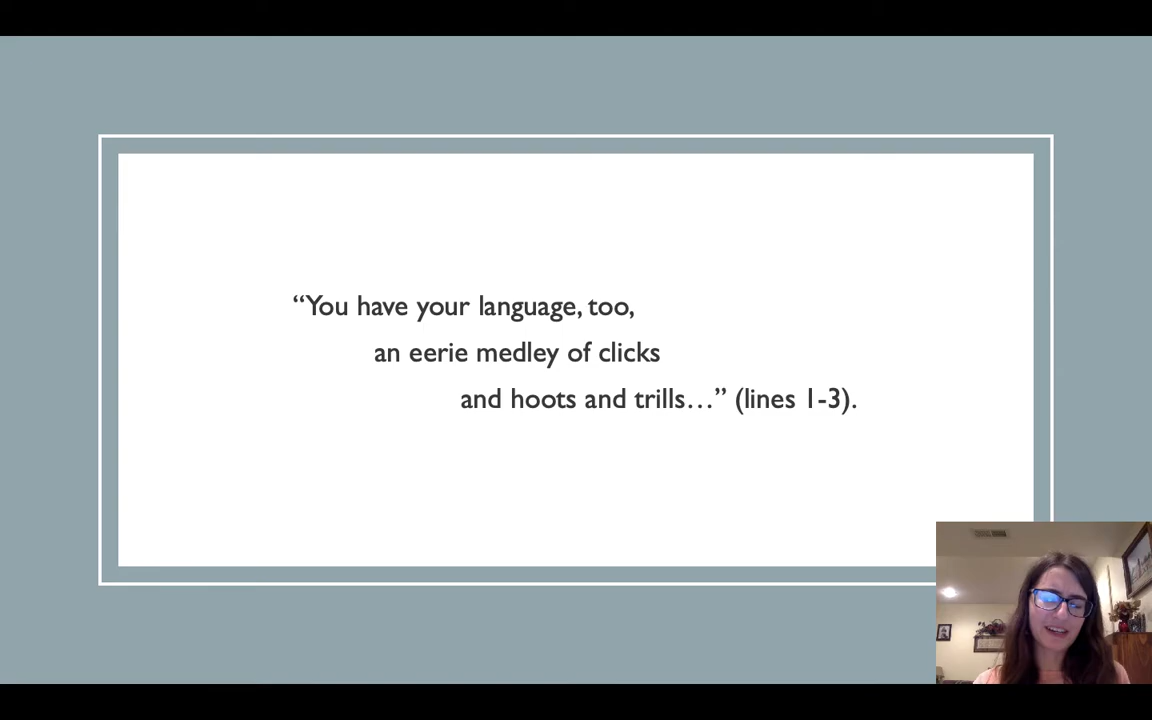 “You have your language, too,
an eerie medley of clicks
and hoots and trills…” (lines 1-3).